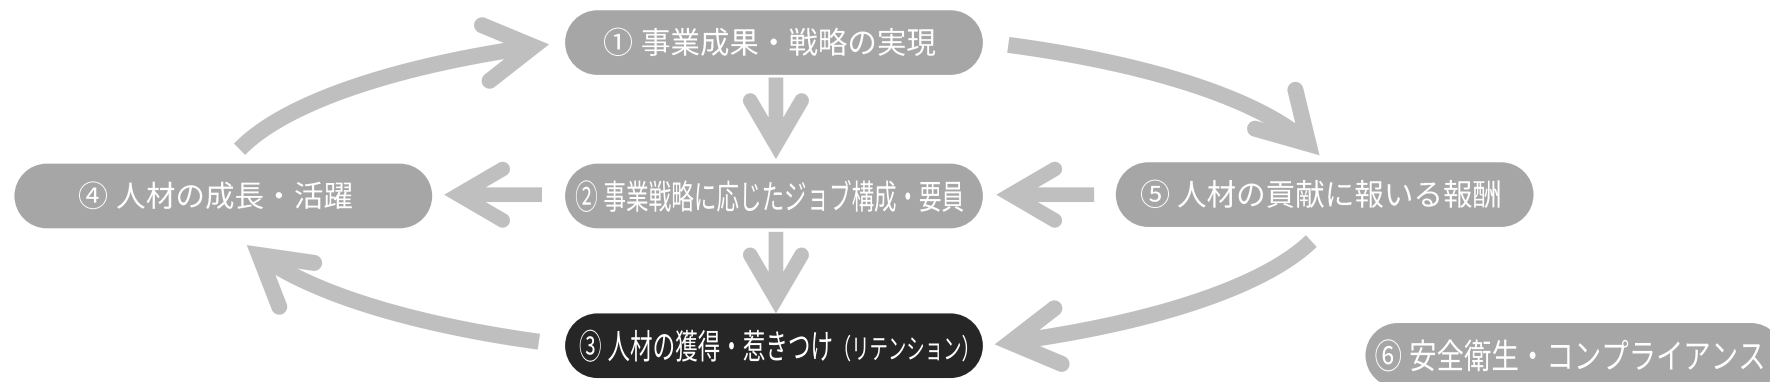 ① 事業成果・戦略の実現
④ 人材の成長・活躍
② 事業戦略に応じたジョブ構成・要員
⑤ 人材の貢献に報いる報酬
③ 人材の獲得・惹きつけ（リテンション）
⑥ 安全衛生・コンプライアンス